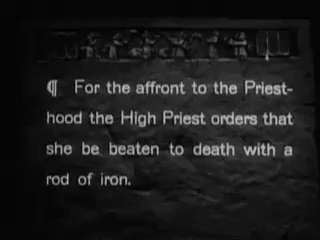 ¶ For the affront to the Priest-
hood the High Priest orders that
she be beaten to death with a
rod of iron.